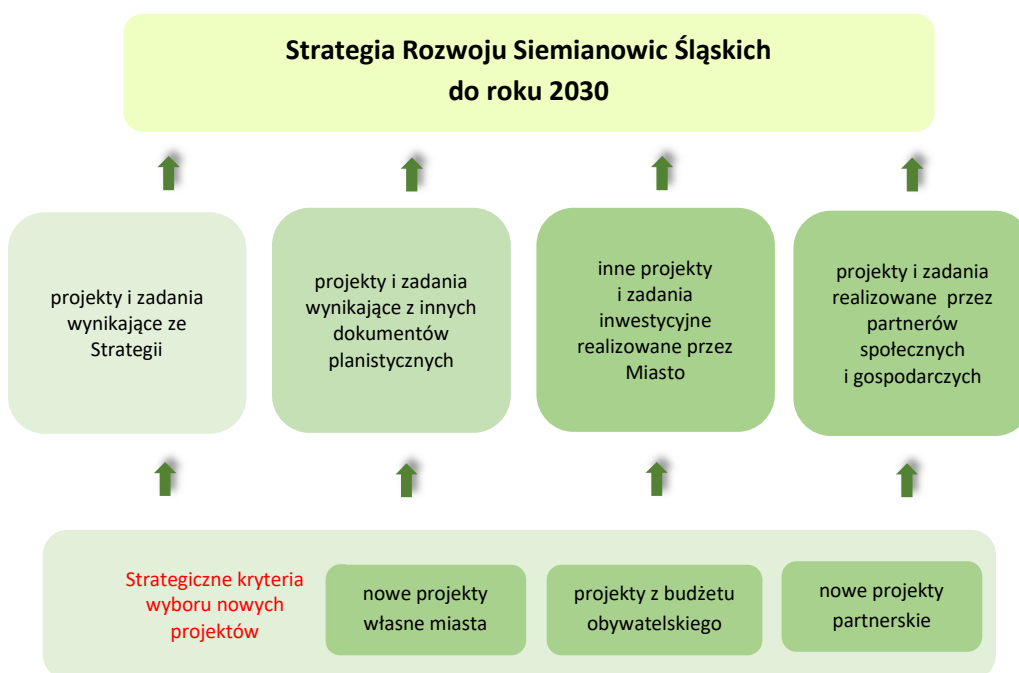 Strategia Rozwoju Siemianowic Śląskich
do roku 2030
projekty i zadania
wynikające ze
Strategii
projekty i zadania
wynikające z innych
dokumentów
planistycznych
inne projekty
i zadania
inwestycyjne
realizowane przez
Miasto
projekty i zadania
realizowane przez
partnerów
społecznych
i gospodarczych
Strategiczne kryteria
wyboru nowych
projektów
nowe projekty
własne miasta
projekty z budżetu
obywatelskiego
nowe projekty
partnerskie